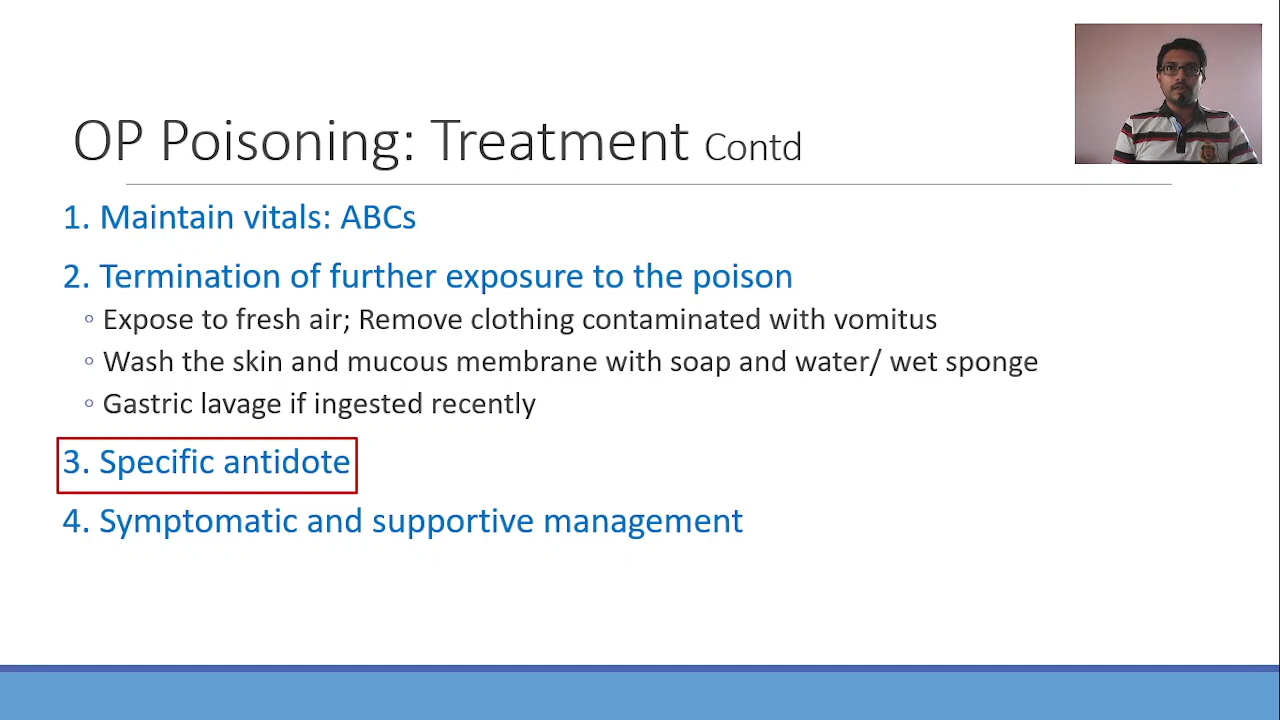 OP Poisoning: Treatment Contd
1. Maintain vitals: ABCs
2. Termination of further exposure to the poison
◦ Expose to fresh air; Remove clothing contaminated with vomitus
◦ Wash the skin and mucous membrane with soap and water/ wet sponge
◦ Gastric lavage if ingested recently
3. Specific antidote
4. Symptomatic and supportive management